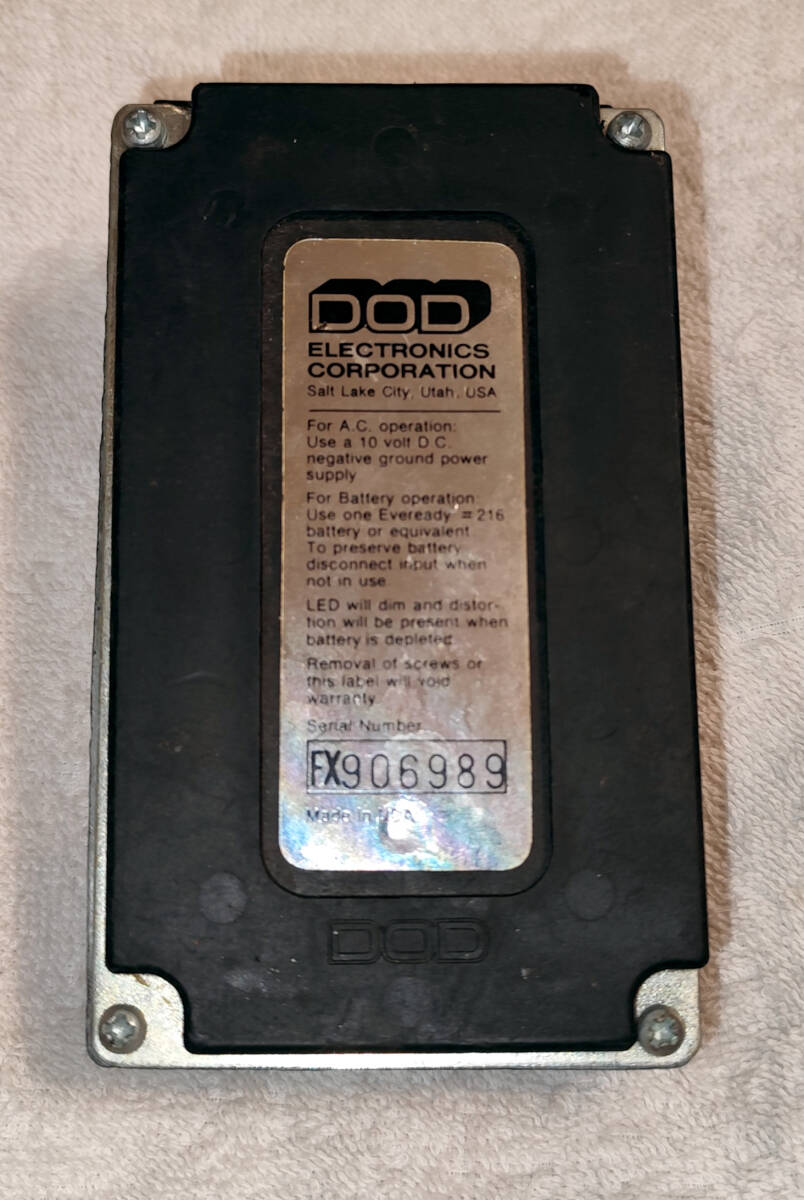 DOD
ELECTRONICS
CORPORATION
Salt Lake City, Utah, USA
For A.C. operation:
Use a 10 volt D.C.
negative ground power
supply
For Battery operation:
Use one Eveready #216
battery or equivalent
To preserve battery,
disconnect input when
not in use.
LED will dim and distor-
tion will be present when
battery is depleted
Removal of screws or
this label will void
warranty
Serial Number
FX906989
Made in USA
DOD